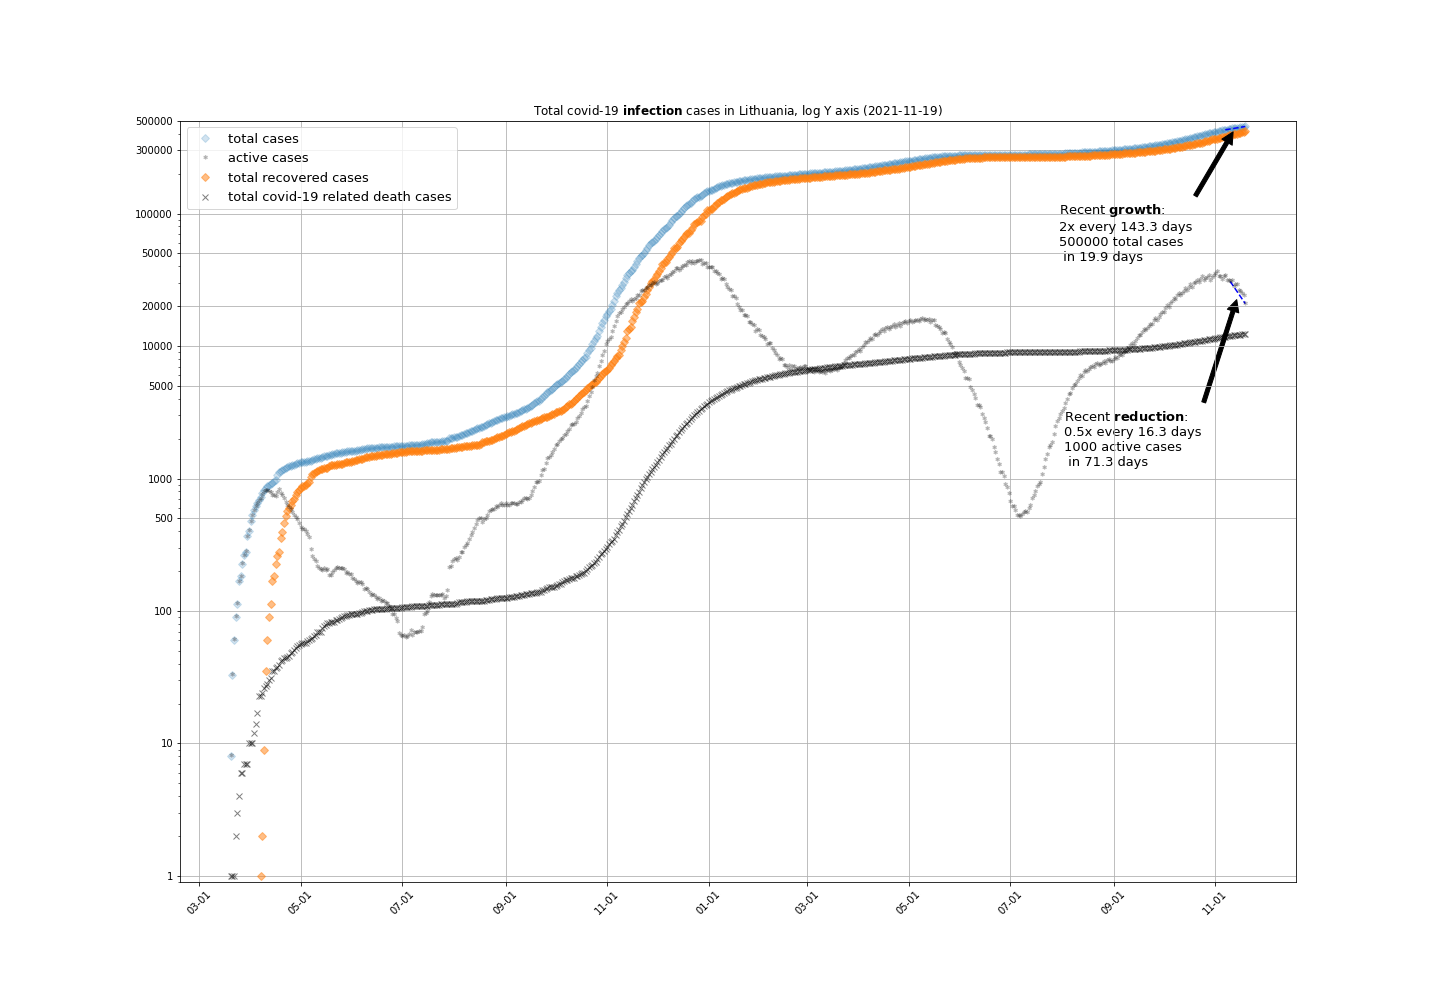 Total covid-19 infection cases in Lithuania, log Y axis (2021-11-19)
500000
300000
100000
50000
20000
10000
5000
1000
500
100
10
1
total cases
active cases
total recovered cases
total covid-19 related death cases
Recent growth:
2x every 143.3 days
500000 total cases
in 19.9 days
Recent reduction:
0.5x every 16.3 days
1000 active cases
in 71.3 days
03-01
05-01
07-01
09-01
11-01
01-01
03-01
05-01
07-01
09-01
11-01